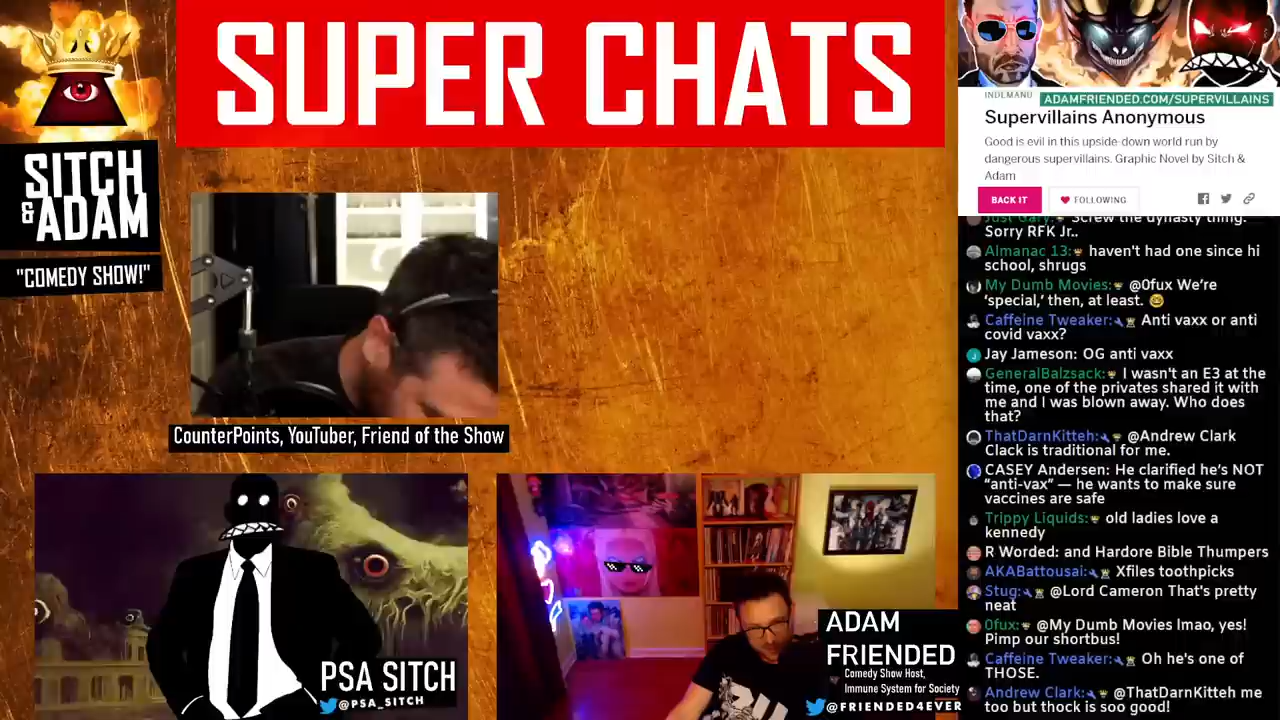 SUPER CHATS
SITCH
& ADAM
"COMEDY SHOW!"
CounterPoints, YouTuber, Friend of the Show
PSA SITCH
@PSA_SITCH
ADAM
FRIENDED
Comedy Show Host,
Immune System for Society
@FRIENDED4EVER
INDEMAND
ADAMFRIENDED.COM/SUPERVILLAINS
Supervillains Anonymous
Good is evil in this upside-down world run by
dangerous supervillains. Graphic Novel by Sitch &
Adam
BACK IT
FOLLOWING
Just Gary: Screw the dynasty thing.
Sorry RFK Jr..
Almanac 13: haven't had one since hi
school, shrugs
My Dumb Movies: @0fux We're
'special,' then, at least.
Caffeine Tweaker: Anti vaxx or anti
covid vaxx?
Jay Jameson: OG anti vaxx
GeneralBalzsack: I wasn't an E3 at the
time, one of the privates shared it with
me and I was blown away. Who does
that?
ThatDarnKitteh: @Andrew Clark
Clack is traditional for me.
CASEY Andersen: He clarified he's NOT
"anti-vax" — he wants to make sure
vaccines are safe
Trippy Liquids: old ladies love a
kennedy
R Worded: and Hardore Bible Thumpers
AKABattousai: Xfiles toothpicks
Stug: @Lord Cameron That's pretty
neat
0fux: @My Dumb Movies lmao, yes!
Pimp our shortbus!
Caffeine Tweaker: Oh he's one of
THOSE.
Andrew Clark: @ThatDarnKitteh me
too but thock is soo good!